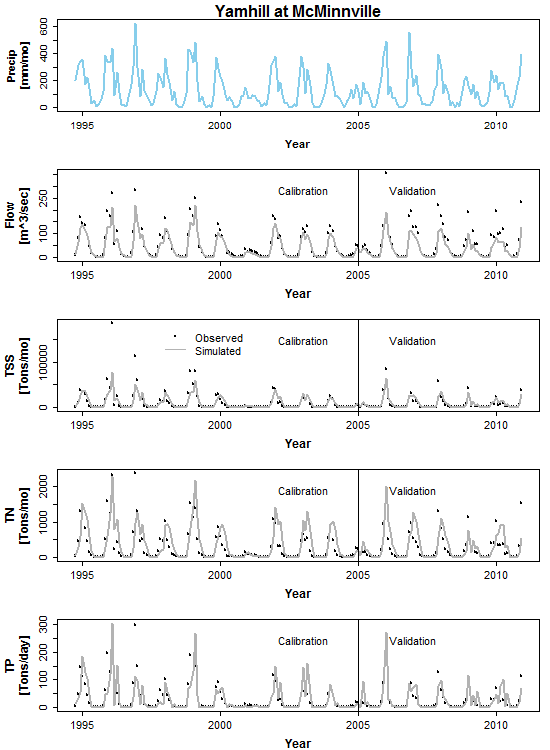 Yamhill at McMinnville
Precip
[mm/mo]
600
400
200
0
1995 2000 2005 2010
Year
Flow
[m^3/sec]
250
100
0
Calibration Validation
1995 2000 2005 2010
Year
TSS
[Tons/mo]
100000
0
Observed
Simulated
Calibration Validation
1995 2000 2005 2010
Year
TN
[Tons/mo]
2000
1000
0
Calibration Validation
1995 2000 2005 2010
Year
TP
[Tons/day]
300
200
100
0
Calibration Validation
1995 2000 2005 2010
Year